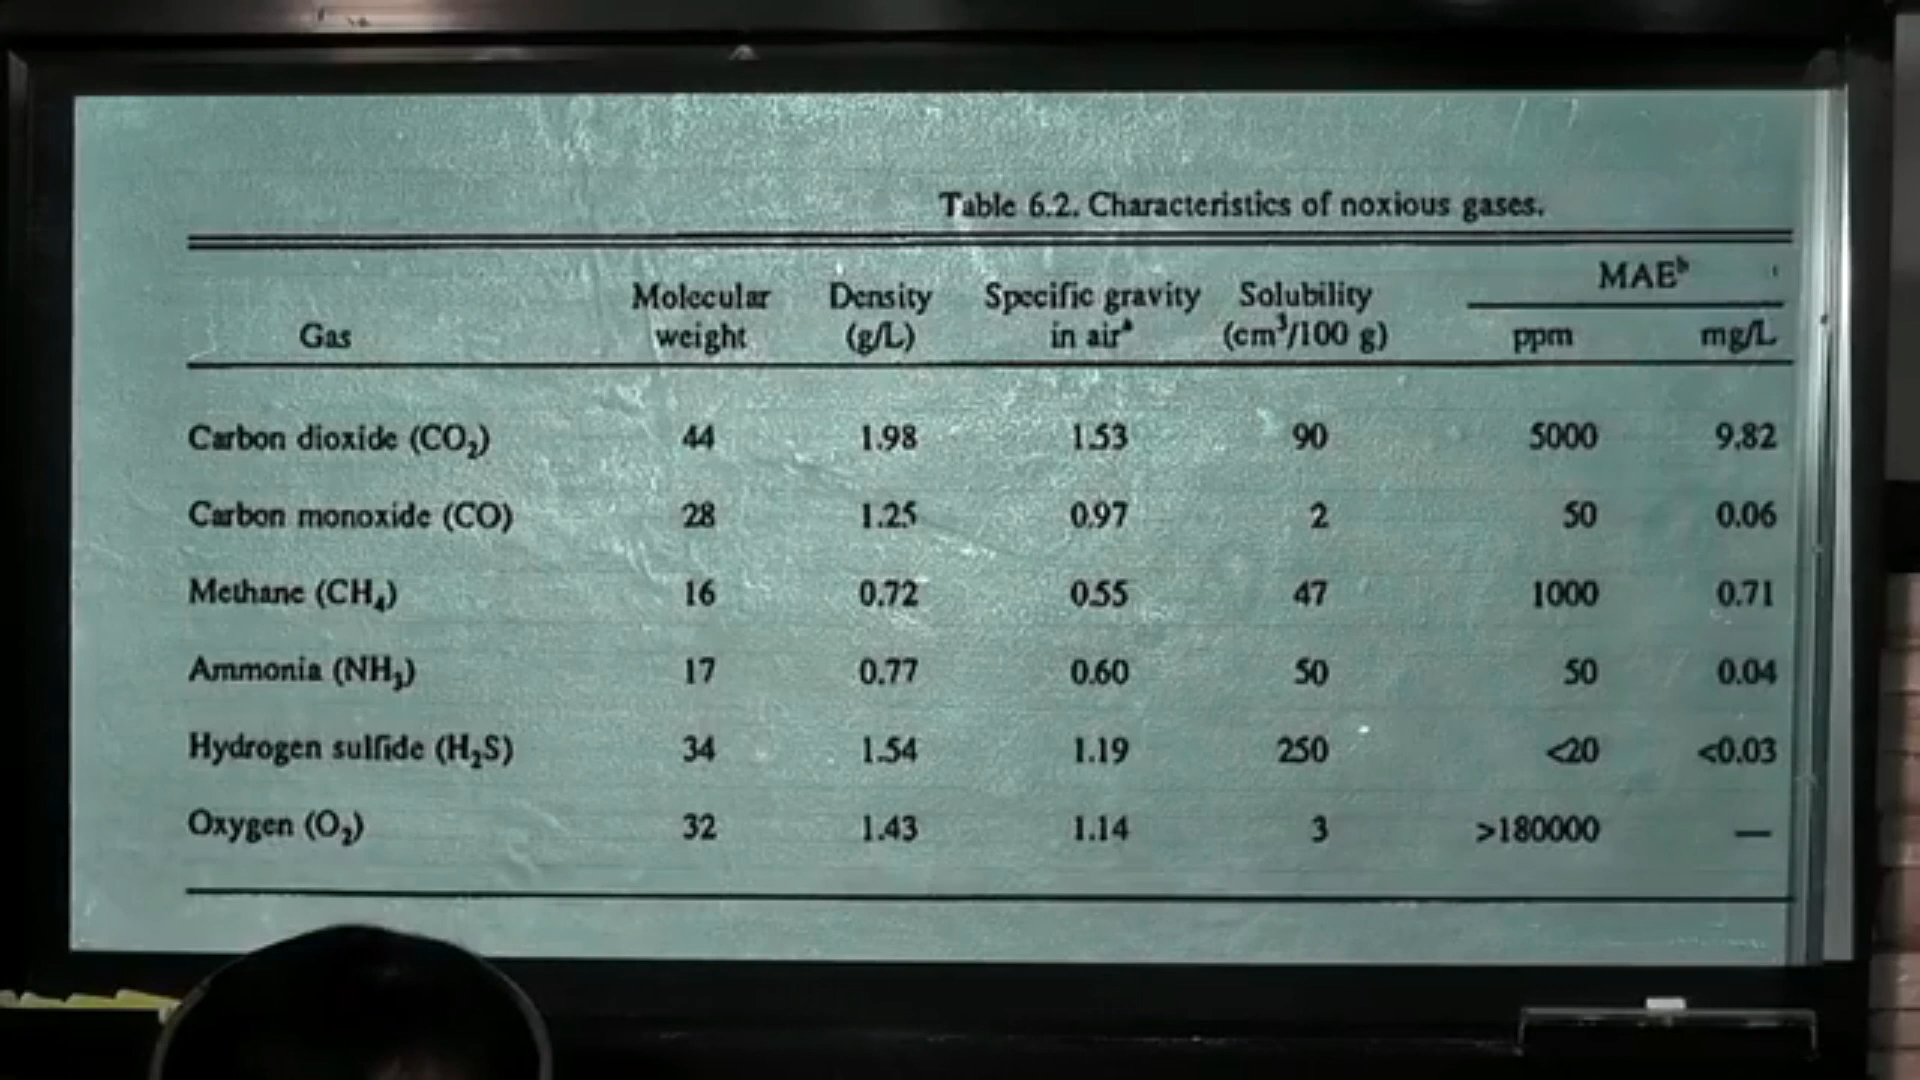 Table 6.2. Characteristics of noxious gases.
Gas Molecular weight Density (g/L) Specific gravity in airᵃ Solubility (cm³/100 g) MAEᵇ ppm mg/L
Carbon dioxide (CO₂) 44 1.98 1.53 90 5000 9.82
Carbon monoxide (CO) 28 1.25 0.97 2 50 0.06
Methane (CH₄) 16 0.72 0.55 47 1000 0.71
Ammonia (NH₃) 17 0.77 0.60 50 50 0.04
Hydrogen sulfide (H₂S) 34 1.54 1.19 250 <20 <0.03
Oxygen (O₂) 32 1.43 1.14 3 >180000 —